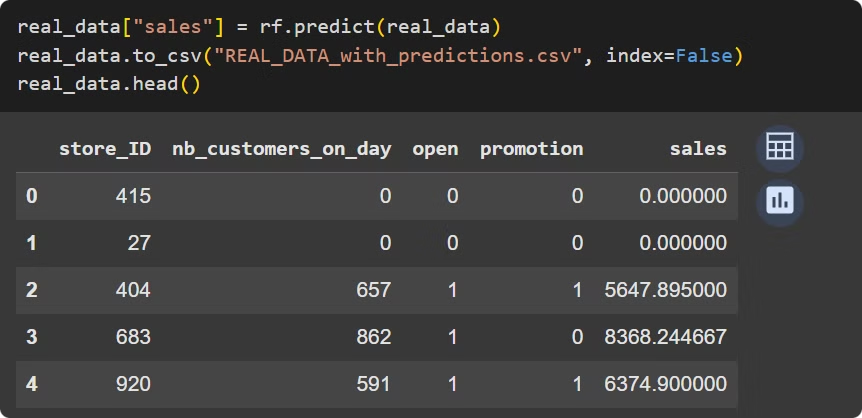 real_data["sales"] = rf.predict(real_data)
real_data.to_csv("REAL_DATA_with_predictions.csv", index=False)
real_data.head()
store_ID nb_customers_on_day open promotion sales
0 415 0 0 0 0.000000
1 27 0 0 0 0.000000
2 404 657 1 1 5647.895000
3 683 862 1 0 8368.244667
4 920 591 1 1 6374.900000